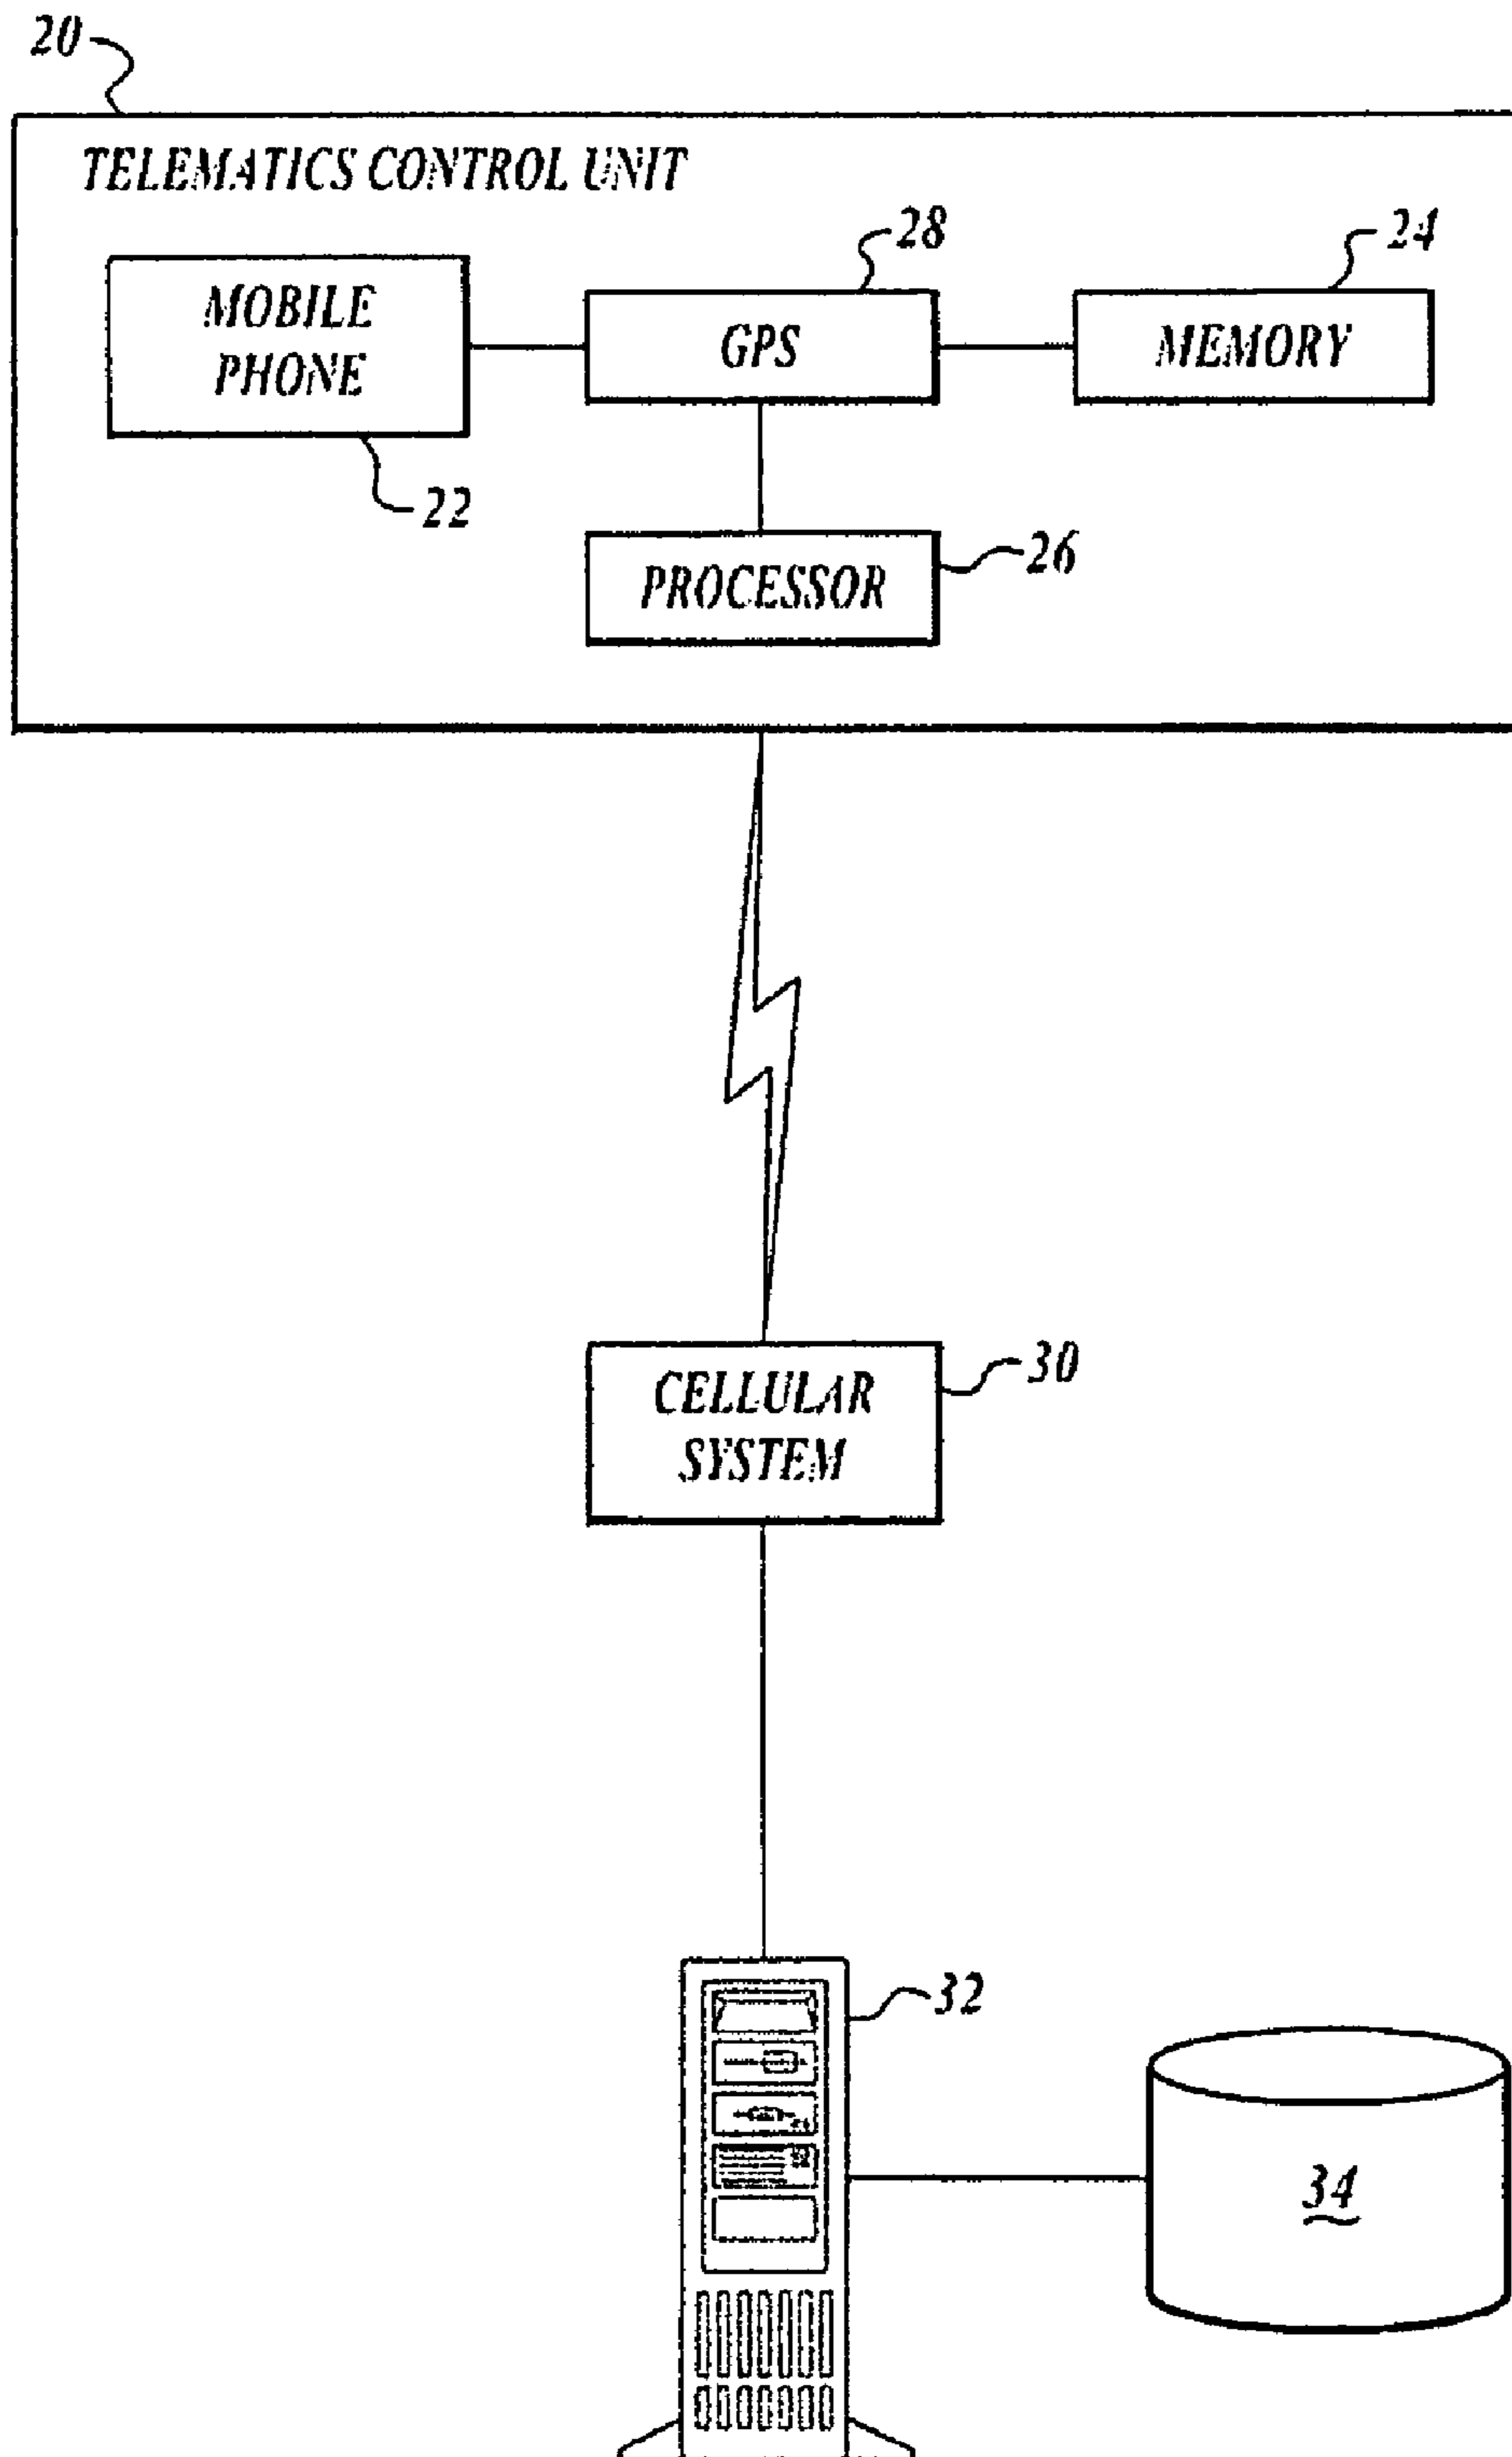 20
TELEMATICS CONTROL UNIT
28
24
MOBILE
PHONE
GPS
MEMORY
22
26
PROCESSOR
30
CELLULAR
SYSTEM
32
34